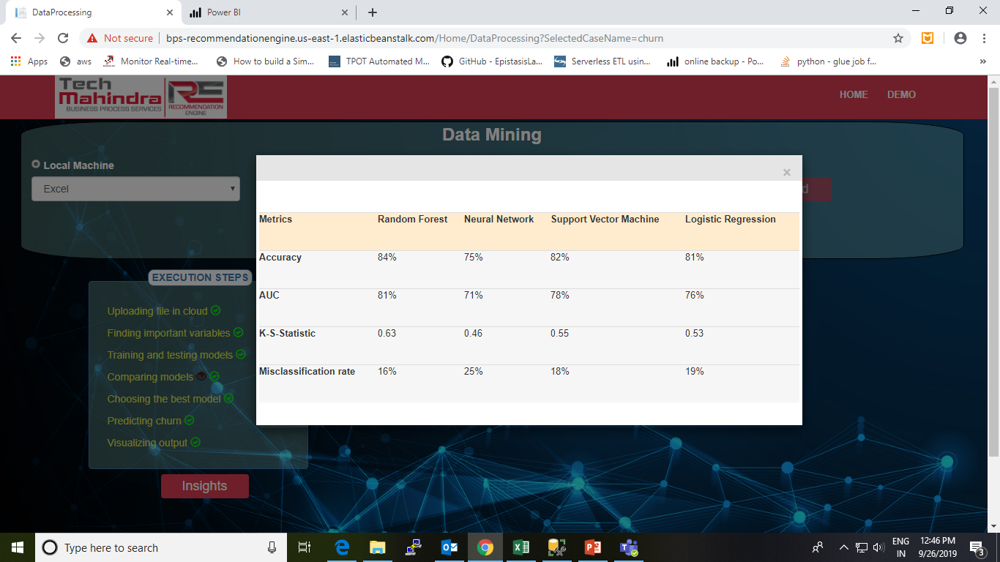 DataProcessing
Power BI
Not secure
bps-recommendationengine.us-east-1.elasticbeanstalk.com/Home/DataProcessing?SelectedCaseName=churn
Apps
aws
Monitor Real-time...
How to build a Sim...
TPOT Automated M...
GitHub - EpistasisLa...
Serverless ETL usin...
online backup - Po...
python - glue job f...
»
Tech
Mahindra
BUSINESS PROCESS SERVICES
RE
RECOMMENDATION
ENGINE
HOME
DEMO
Data Mining
Local Machine
Excel
d
×
Metrics Random Forest Neural Network Support Vector Machine Logistic Regression
Accuracy 84% 75% 82% 81%
AUC 81% 71% 78% 76%
K-S-Statistic 0.63 0.46 0.55 0.53
Misclassification rate 16% 25% 18% 19%
EXECUTION STEPS
Uploading file in cloud
Finding important variables
Training and testing models
Comparing models
Choosing the best model
Predicting churn
Visualizing output
Insights
Type here to search
ENG
IN
12:46 PM
9/26/2019
3